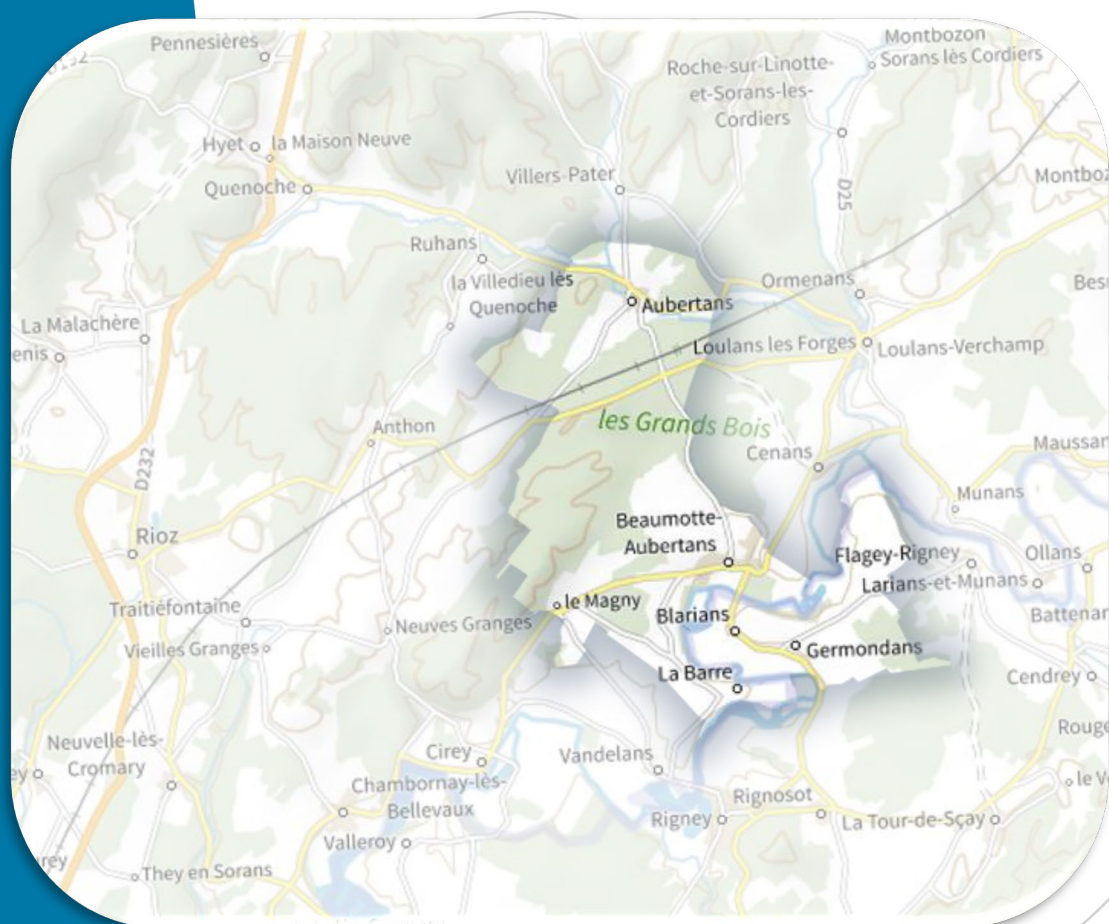 Pennesières
Montbozon
Sorans lès Cordiers
Roche-sur-Linotte-
et-Sorans-les-
Cordiers
Hyet
la Maison Neuve
Villers-Pater
Quenoche
D25
Ruhans
la Villedieu lès
Quenoche
Ormenans
Aubertans
La Malachère
Loulans les Forges
Loulans-Verchamp
les Grands Bois
Anthon
Cenans
D232
Munans
Beaumotte-
Aubertans
Rioz
Flagey-Rigney
Ollans
Larians-et-Munans
le Magny
Traitiéfontaine
Blarians
Neuves Granges
Vieilles Granges
Germondans
La Barre
Cendrey
Neuvelle-lès-
Cromary
Cirey
Vandelans
Chambornay-lès-
Bellevaux
Rignosot
Rigney
La Tour-de-Sçay
Valleroy
They en Sorans